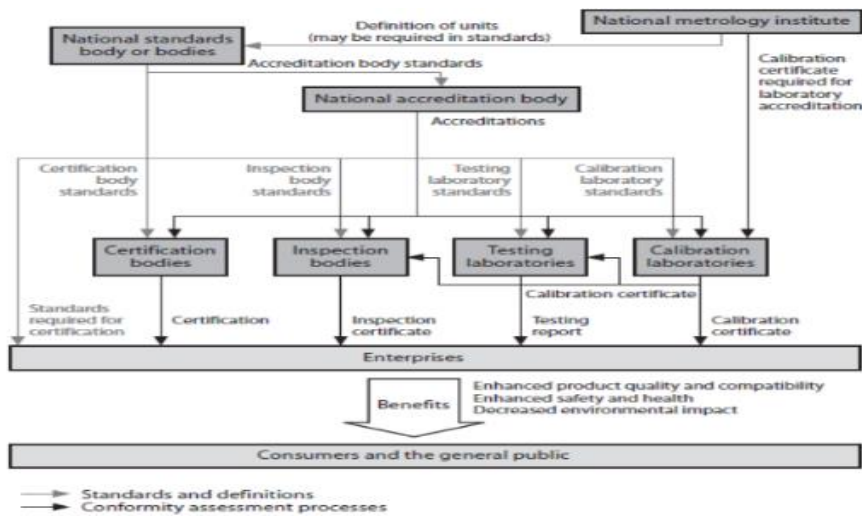 Definition of units
(may be required in standards)
National metrology institute
National standards
body or bodies
Accreditation body standards
Calibration
certificate
required for
laboratory
accreditation
National accreditation body
Accreditations
Certification
body
standards
Inspection
body
standards
Testing
laboratory
standards
Calibration
laboratory
standards
Certification
bodies
Inspection
bodies
Testing
laboratories
Calibration
laboratories
Calibration certificate
Standards
required for
certification
Certification
Inspection
certificate
Testing
report
Calibration
certificate
Enterprises
Benefits
Enhanced product quality and compatibility
Enhanced safety and health
Decreased environmental impact
Consumers and the general public
Standards and definitions
Conformity assessment processes